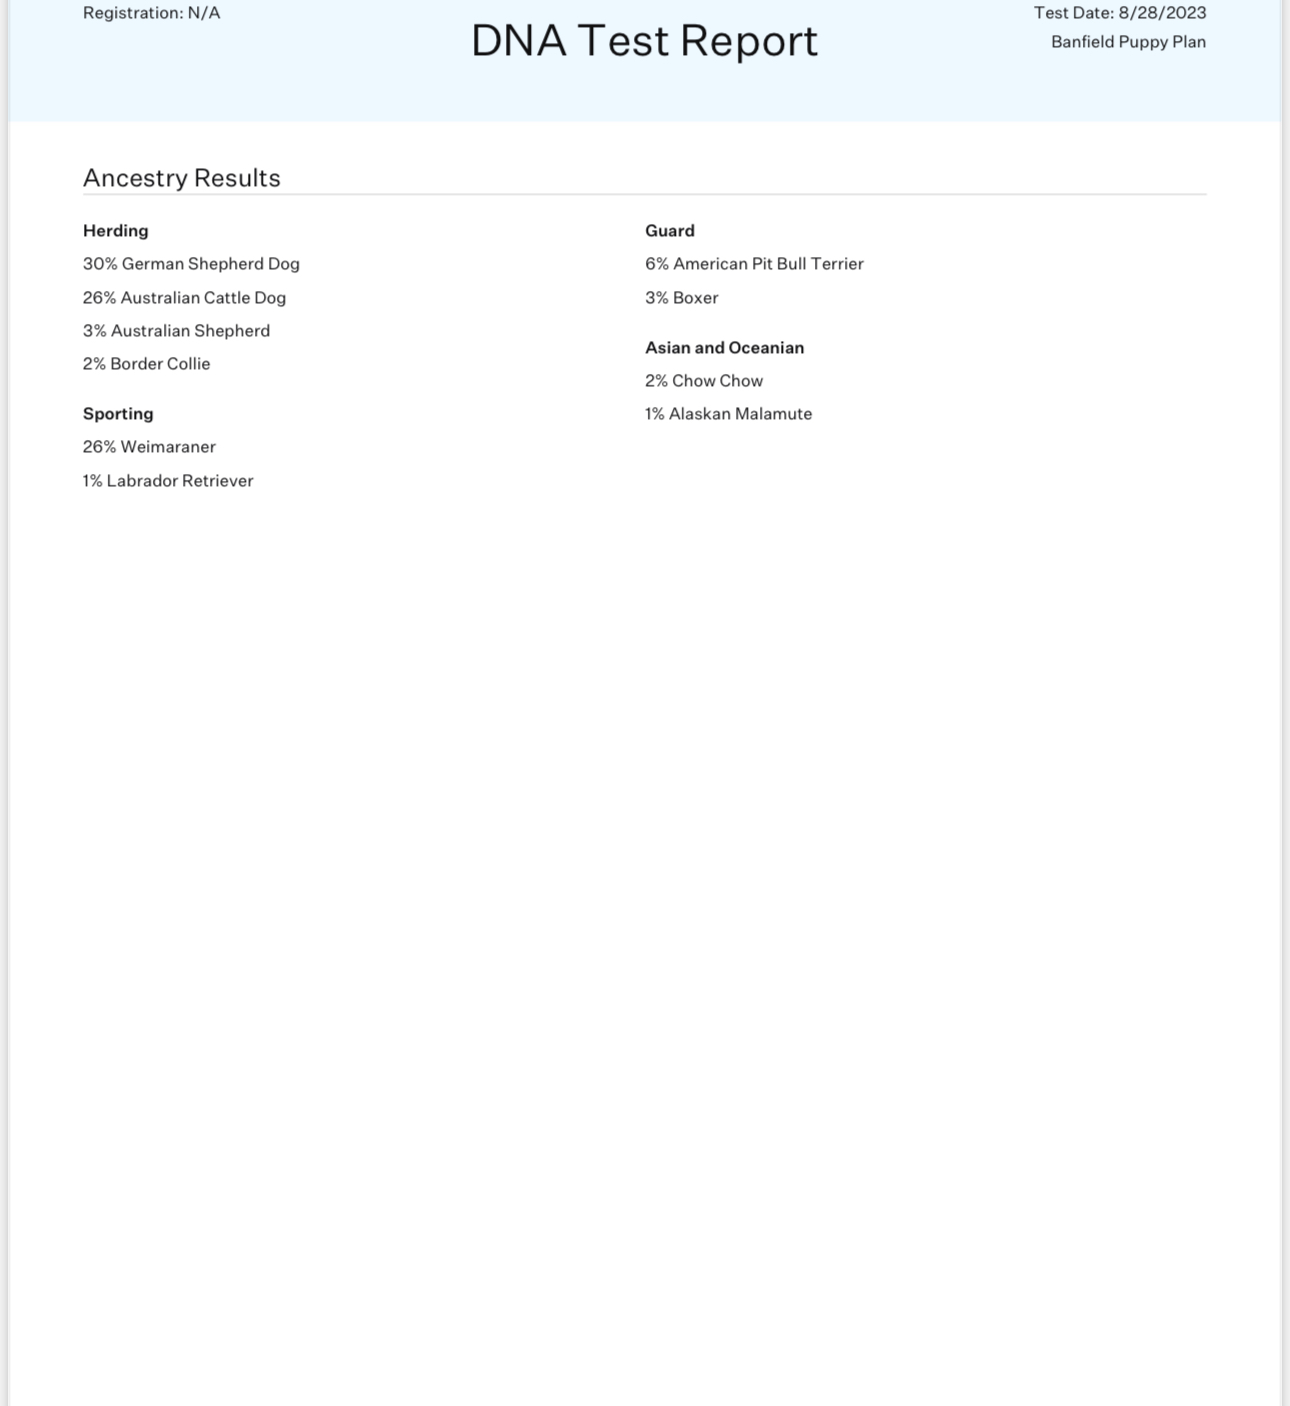 Registration: N/A
DNA Test Report
Test Date: 8/28/2023
Banfield Puppy Plan
Ancestry Results
Herding
30% German Shepherd Dog
26% Australian Cattle Dog
3% Australian Shepherd
2% Border Collie
Sporting
26% Weimaraner
1% Labrador Retriever
Guard
6% American Pit Bull Terrier
3% Boxer
Asian and Oceanian
2% Chow Chow
1% Alaskan Malamute